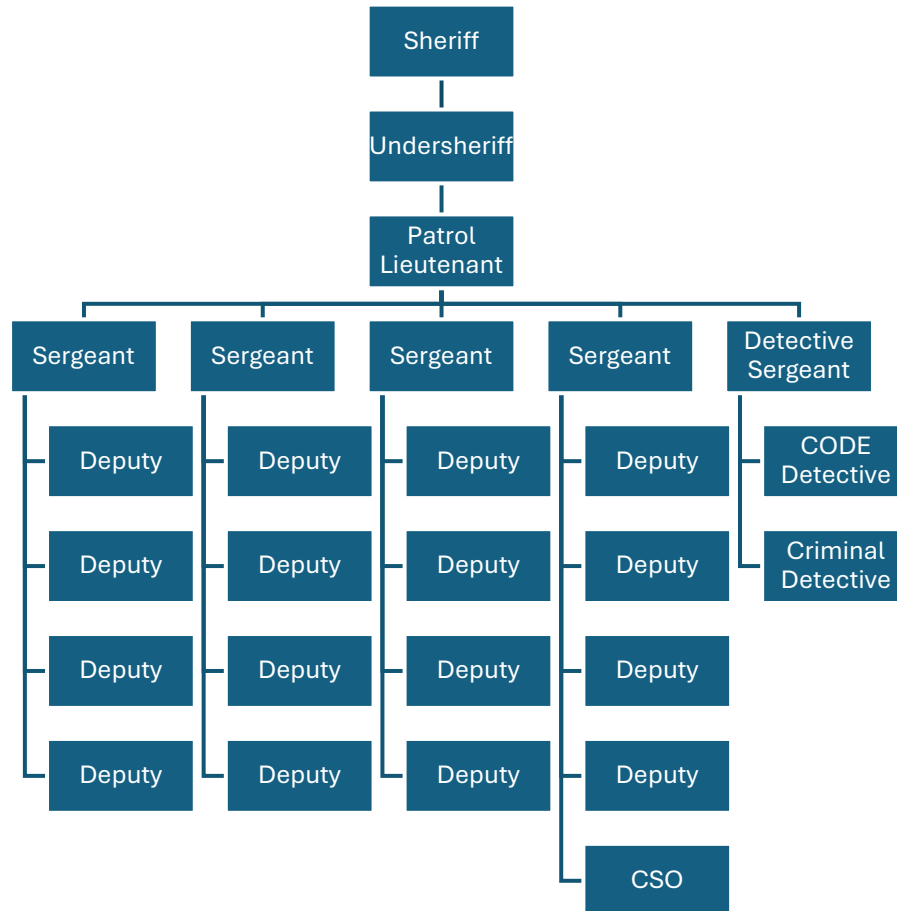 Sheriff
Undersheriff
Patrol
Lieutenant
Sergeant
Sergeant
Sergeant
Sergeant
Detective
Sergeant
Deputy
Deputy
Deputy
Deputy
CODE
Detective
Deputy
Deputy
Deputy
Deputy
Criminal
Detective
Deputy
Deputy
Deputy
Deputy
Deputy
Deputy
Deputy
Deputy
CSO